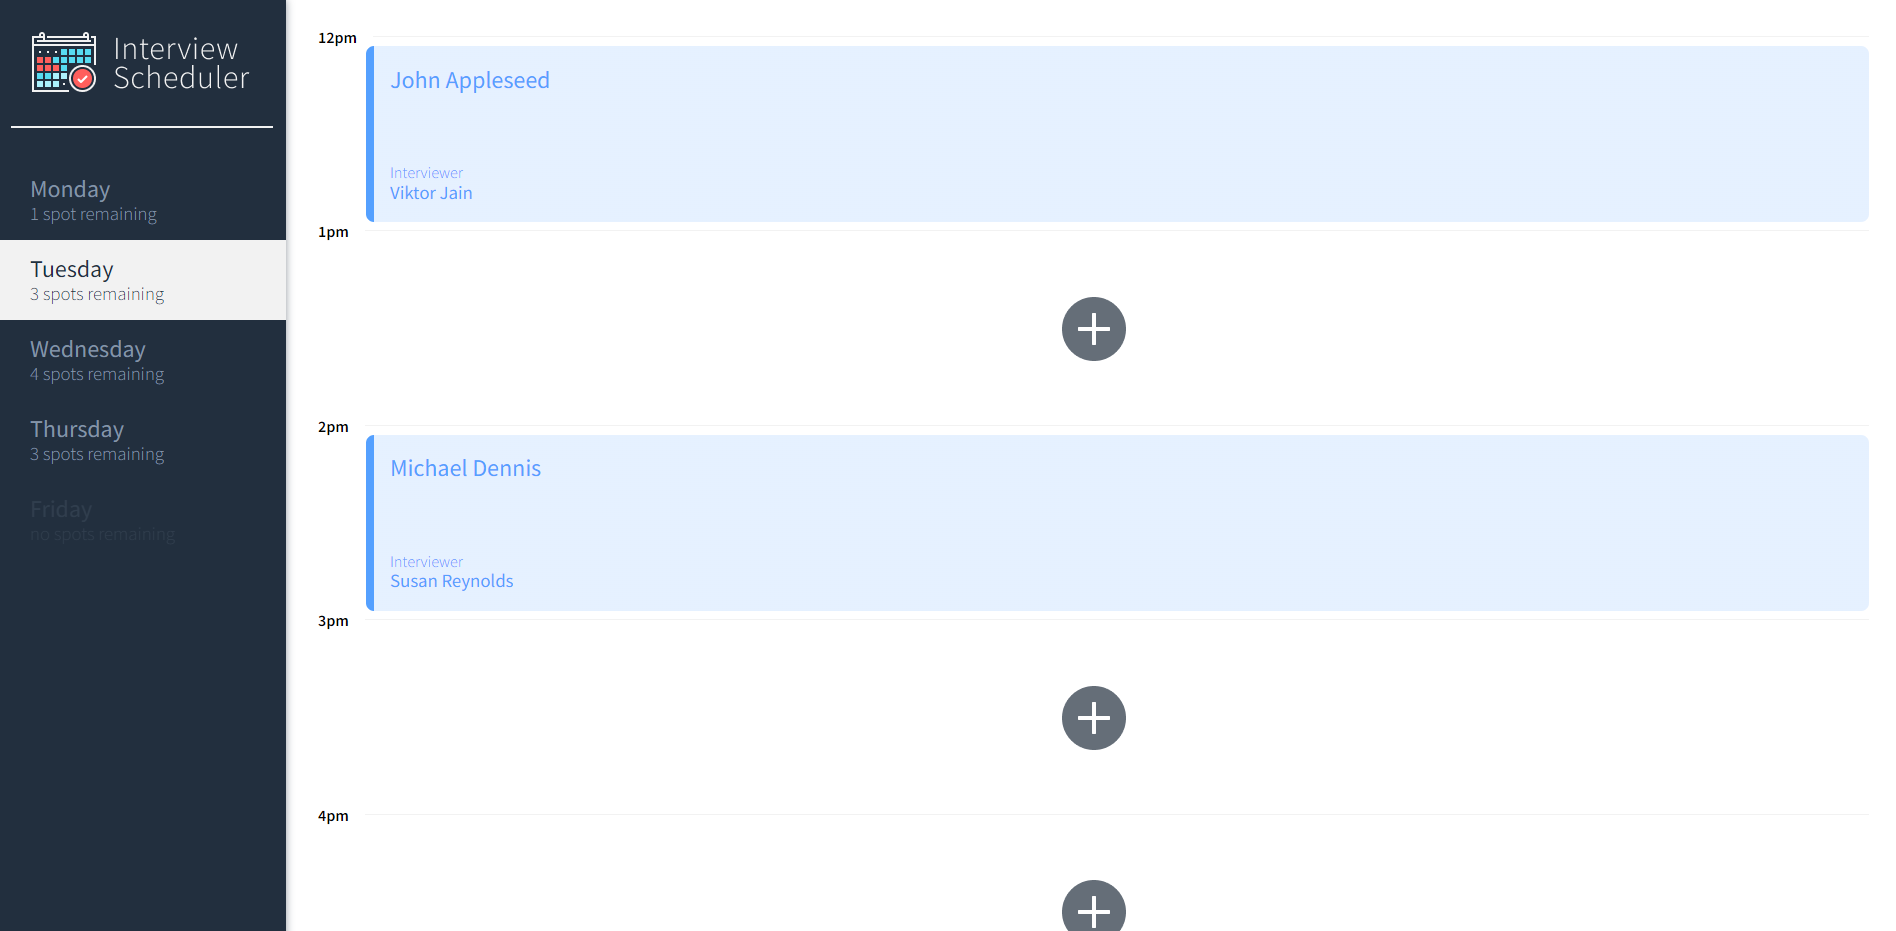 Interview
Scheduler
Monday
1 spot remaining
Tuesday
3 spots remaining
Wednesday
4 spots remaining
Thursday
3 spots remaining
Friday
no spots remaining
12pm
John Appleseed
Interviewer
Viktor Jain
1pm
2pm
Michael Dennis
Interviewer
Susan Reynolds
3pm
4pm